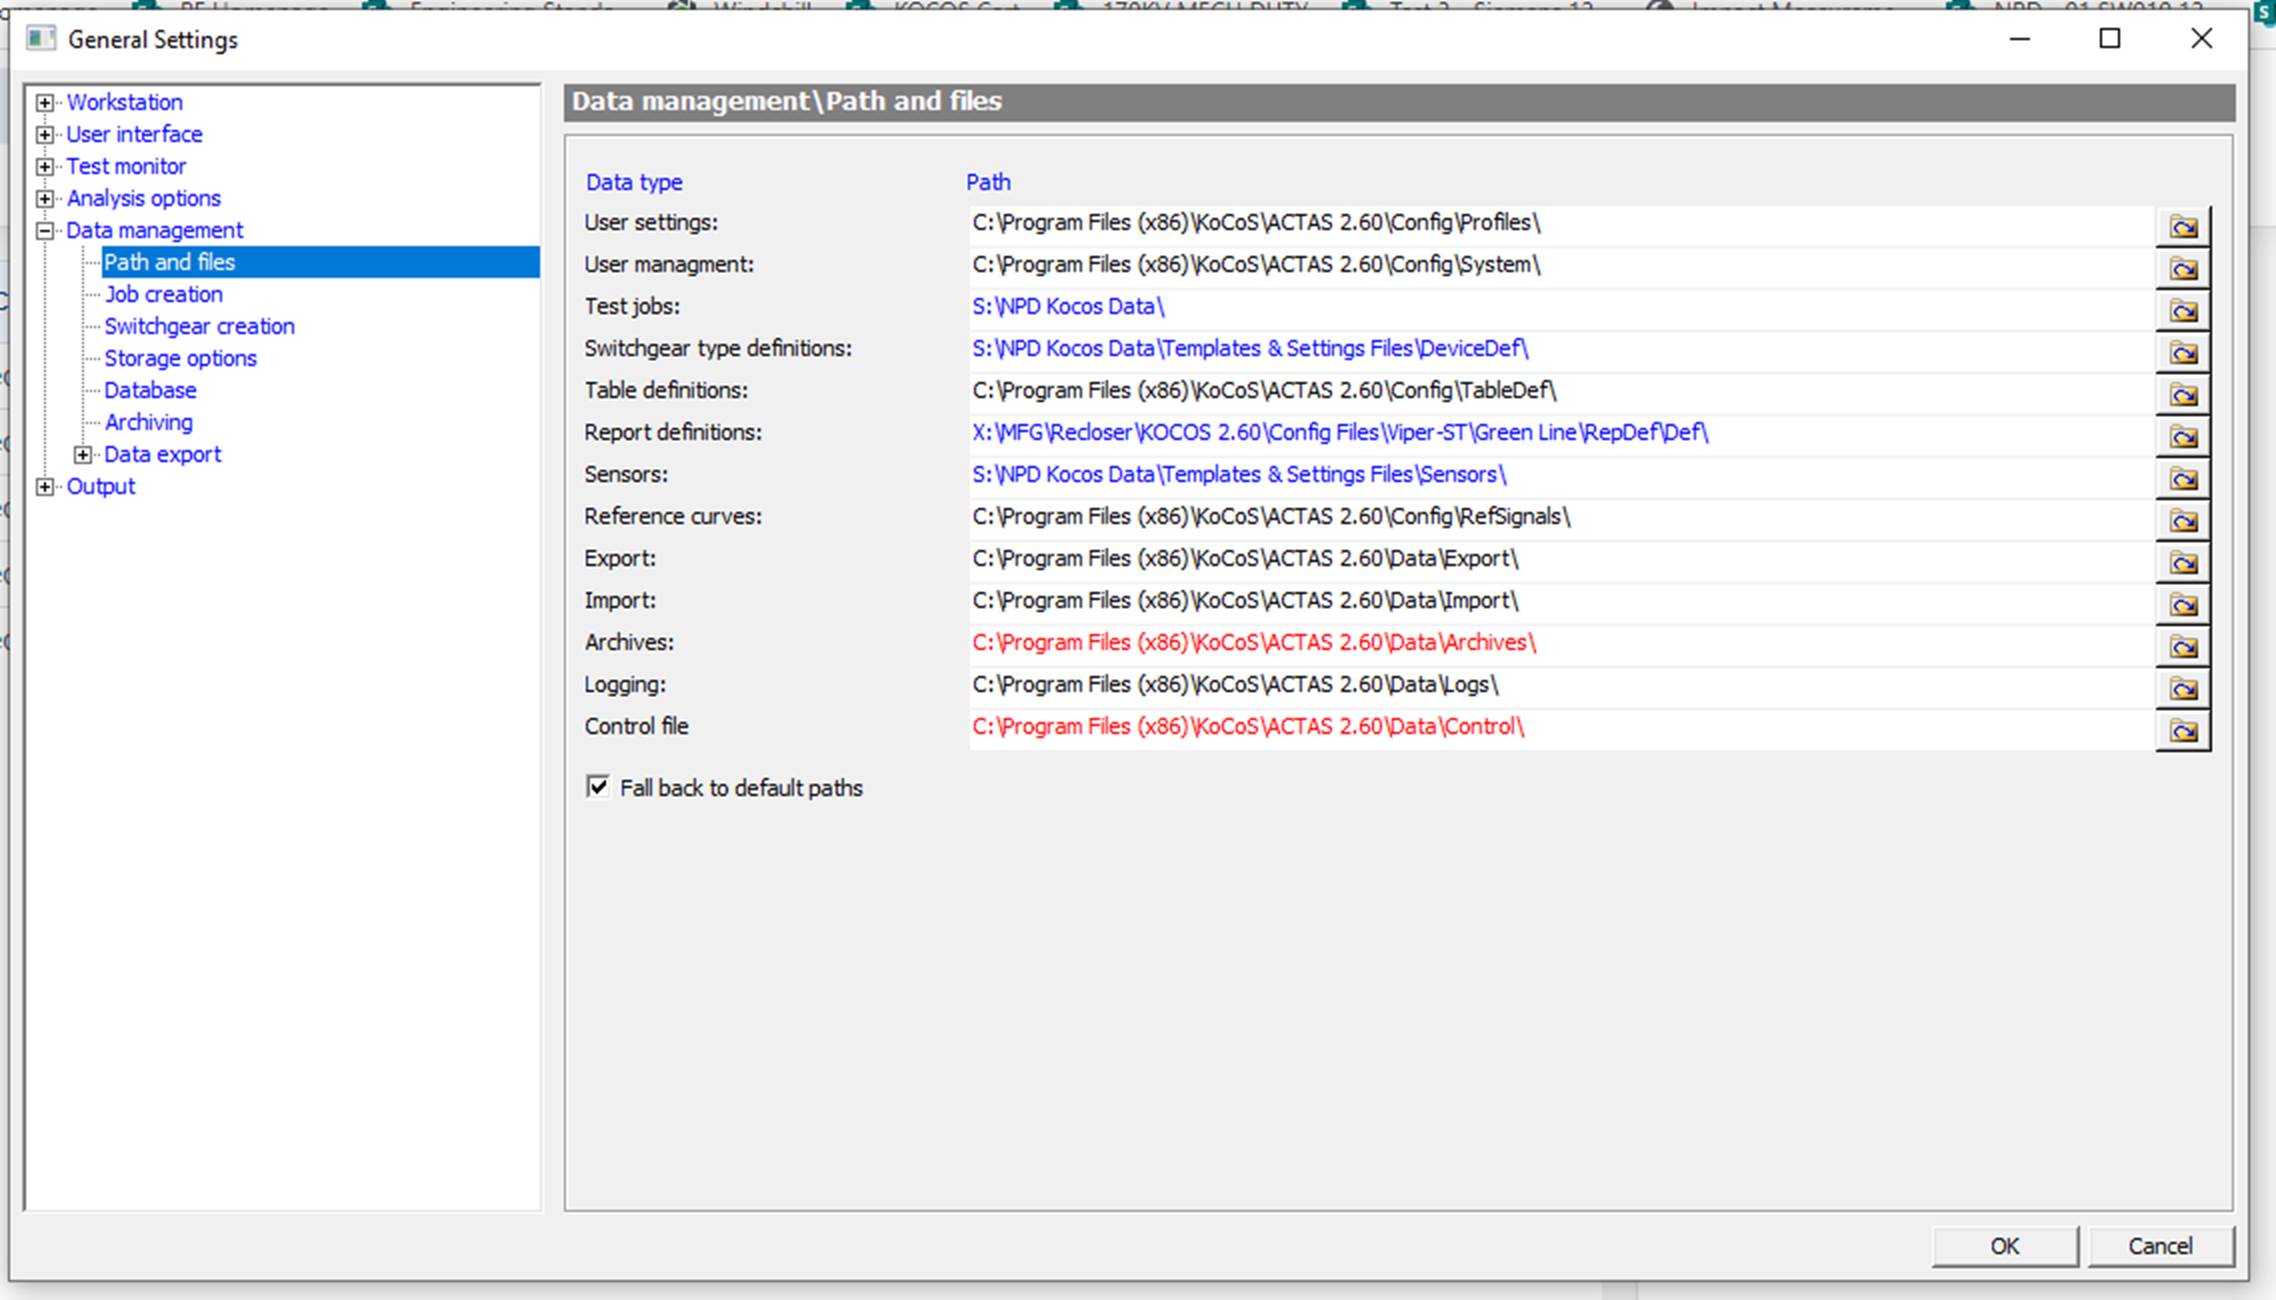 General Settings
Workstation
User interface
Test monitor
Analysis options
Data management
Path and files
Job creation
Switchgear creation
Storage options
Database
Archiving
Data export
Output
Data management\Path and files
Data type Path
User settings: C:\Program Files (x86)\KoCoS\ACTAS 2.60\Config\Profiles\
User managment: C:\Program Files (x86)\KoCoS\ACTAS 2.60\Config\System\
Test jobs: S:\NPD Kocos Data\
Switchgear type definitions: S:\NPD Kocos Data\Templates & Settings Files\DeviceDef\
Table definitions: C:\Program Files (x86)\KoCoS\ACTAS 2.60\Config\TableDef\
Report definitions: X:\MFG\Recloser\KOCOS 2.60\Config Files\Viper-ST\Green Line\RepDef\Def\
Sensors: S:\NPD Kocos Data\Templates & Settings Files\Sensors\
Reference curves: C:\Program Files (x86)\KoCoS\ACTAS 2.60\Config\RefSignals\
Export: C:\Program Files (x86)\KoCoS\ACTAS 2.60\Data\Export\
Import: C:\Program Files (x86)\KoCoS\ACTAS 2.60\Data\Import\
Archives: C:\Program Files (x86)\KoCoS\ACTAS 2.60\Data\Archives\
Logging: C:\Program Files (x86)\KoCoS\ACTAS 2.60\Data\Logs\
Control file C:\Program Files (x86)\KoCoS\ACTAS 2.60\Data\Control\
Fall back to default paths
OK Cancel